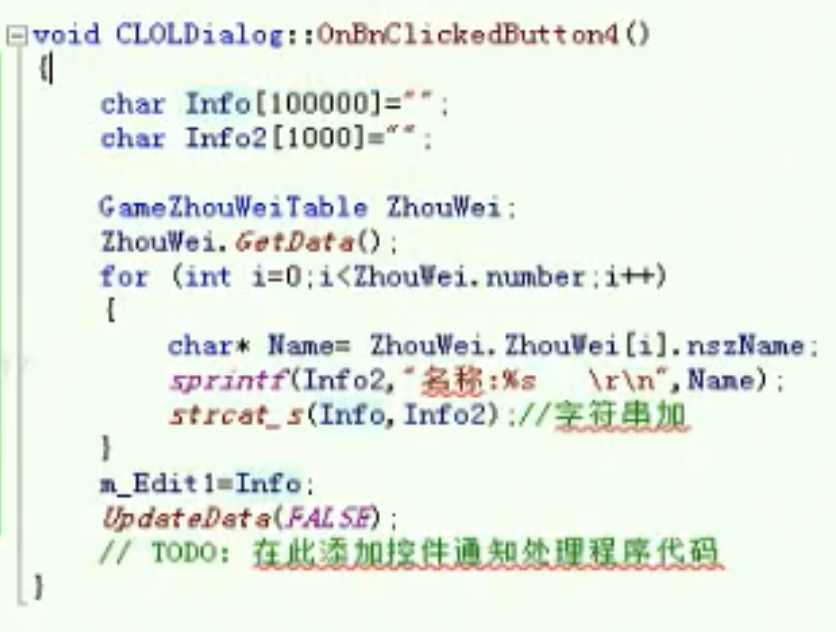 void CLOLDialog::OnBnClickedButton4()
{
char Info[100000]="";
char Info2[1000]="";
GameZhouWeiTable ZhouWei;
ZhouWei.GetData();
for (int i=0;i<ZhouWei.number;i++)
{
char* Name= ZhouWei.ZhouWei[i].nszName;
sprintf(Info2,"名称:%s   \r\n",Name);
strcat_s(Info,Info2);//字符串加
}
m_Edit1=Info;
UpdateData(FALSE);
// TODO: 在此添加控件通知处理程序代码
}